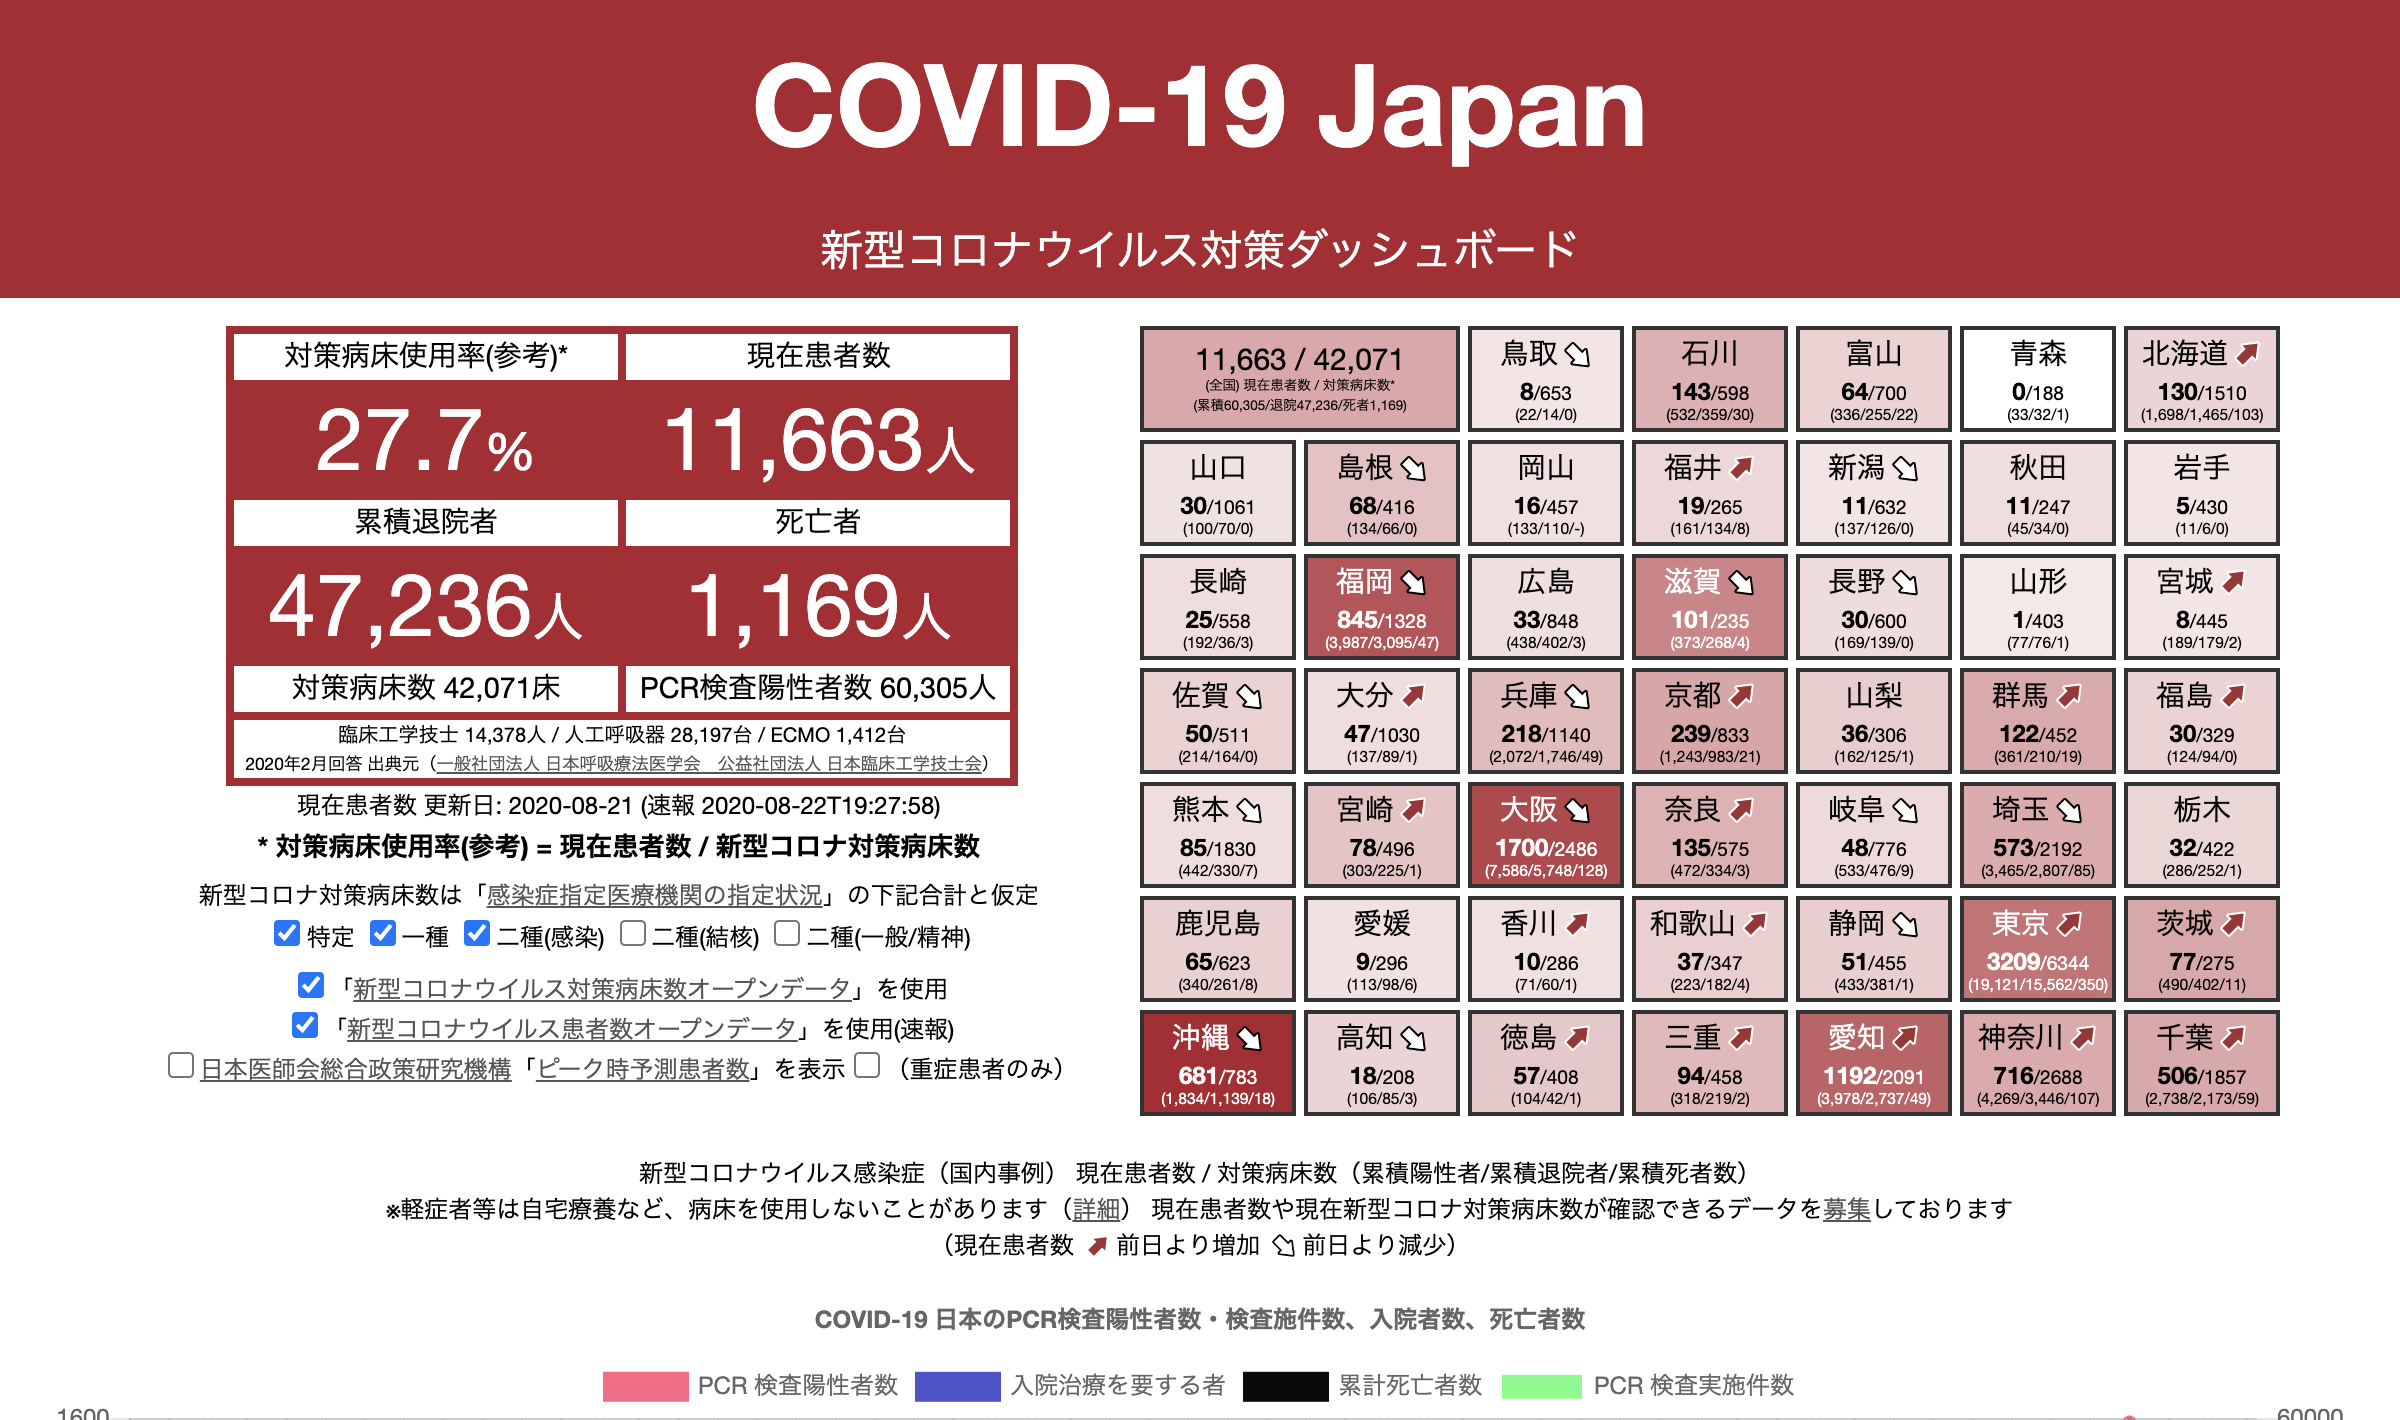 COVID-19 Japan
新型コロナウイルス対策ダッシュボード
対策病床使用率(参考)* 現在患者数
27.7% 11,663人
累積退院者 死亡者
47,236人 1,169人
対策病床数 42,071床 PCR検査陽性者数 60,305人
臨床工学技士 14,378人 / 人工呼吸器 28,197台 / ECMO 1,412台
2020年2月回答 出典元（一般社団法人 日本呼吸療法医学会　公益社団法人 日本臨床工学技士会）
現在患者数 更新日: 2020-08-21 (速報 2020-08-22T19:27:58)
* 対策病床使用率(参考) = 現在患者数 / 新型コロナ対策病床数
新型コロナ対策病床数は「感染症指定医療機関の指定状況」の下記合計と仮定
特定 一種 二種(感染) 二種(結核) 二種(一般/精神)
「新型コロナウイルス対策病床数オープンデータ」を使用
「新型コロナウイルス患者数オープンデータ」を使用(速報)
日本医師会総合政策研究機構「ピーク時予測患者数」を表示 （重症患者のみ）
11,663 / 42,071
(全国) 現在患者数 / 対策病床数*
(累積60,305/退院47,236/死者1,169)
鳥取
8/653
(22/14/0)
石川
143/598
(532/359/30)
富山
64/700
(336/255/22)
青森
0/188
(33/32/1)
北海道
130/1510
(1,698/1,465/103)
山口
30/1061
(100/70/0)
島根
68/416
(134/66/0)
岡山
16/457
(133/110/-)
福井
19/265
(161/134/8)
新潟
11/632
(137/126/0)
秋田
11/247
(45/34/0)
岩手
5/430
(11/6/0)
長崎
25/558
(192/36/3)
福岡
845/1328
(3,987/3,095/47)
広島
33/848
(438/402/3)
滋賀
101/235
(373/268/4)
長野
30/600
(169/139/0)
山形
1/403
(77/76/1)
宮城
8/445
(189/179/2)
佐賀
50/511
(214/164/0)
大分
47/1030
(137/89/1)
兵庫
218/1140
(2,072/1,746/49)
京都
239/833
(1,243/983/21)
山梨
36/306
(162/125/1)
群馬
122/452
(361/210/19)
福島
30/329
(124/94/0)
熊本
85/1830
(442/330/7)
宮崎
78/496
(303/225/1)
大阪
1700/2486
(7,586/5,748/128)
奈良
135/575
(472/334/3)
岐阜
48/776
(533/476/9)
埼玉
573/2192
(3,465/2,807/85)
栃木
32/422
(286/252/1)
鹿児島
65/623
(340/261/8)
愛媛
9/296
(113/98/6)
香川
10/286
(71/60/1)
和歌山
37/347
(223/182/4)
静岡
51/455
(433/381/1)
東京
3209/6344
(19,121/15,562/350)
茨城
77/275
(490/402/11)
沖縄
681/783
(1,834/1,139/18)
高知
18/208
(106/85/3)
徳島
57/408
(104/42/1)
三重
94/458
(318/219/2)
愛知
1192/2091
(3,978/2,737/49)
神奈川
716/2688
(4,269/3,446/107)
千葉
506/1857
(2,738/2,173/59)
新型コロナウイルス感染症（国内事例） 現在患者数 / 対策病床数（累積陽性者/累積退院者/累積死者数）
※軽症者等は自宅療養など、病床を使用しないことがあります（詳細） 現在患者数や現在新型コロナ対策病床数が確認できるデータを募集しております
（現在患者数 前日より増加 前日より減少）
COVID-19 日本のPCR検査陽性者数・検査施件数、入院者数、死亡者数
PCR 検査陽性者数 入院治療を要する者 累計死亡者数 PCR 検査実施件数
1600 60000